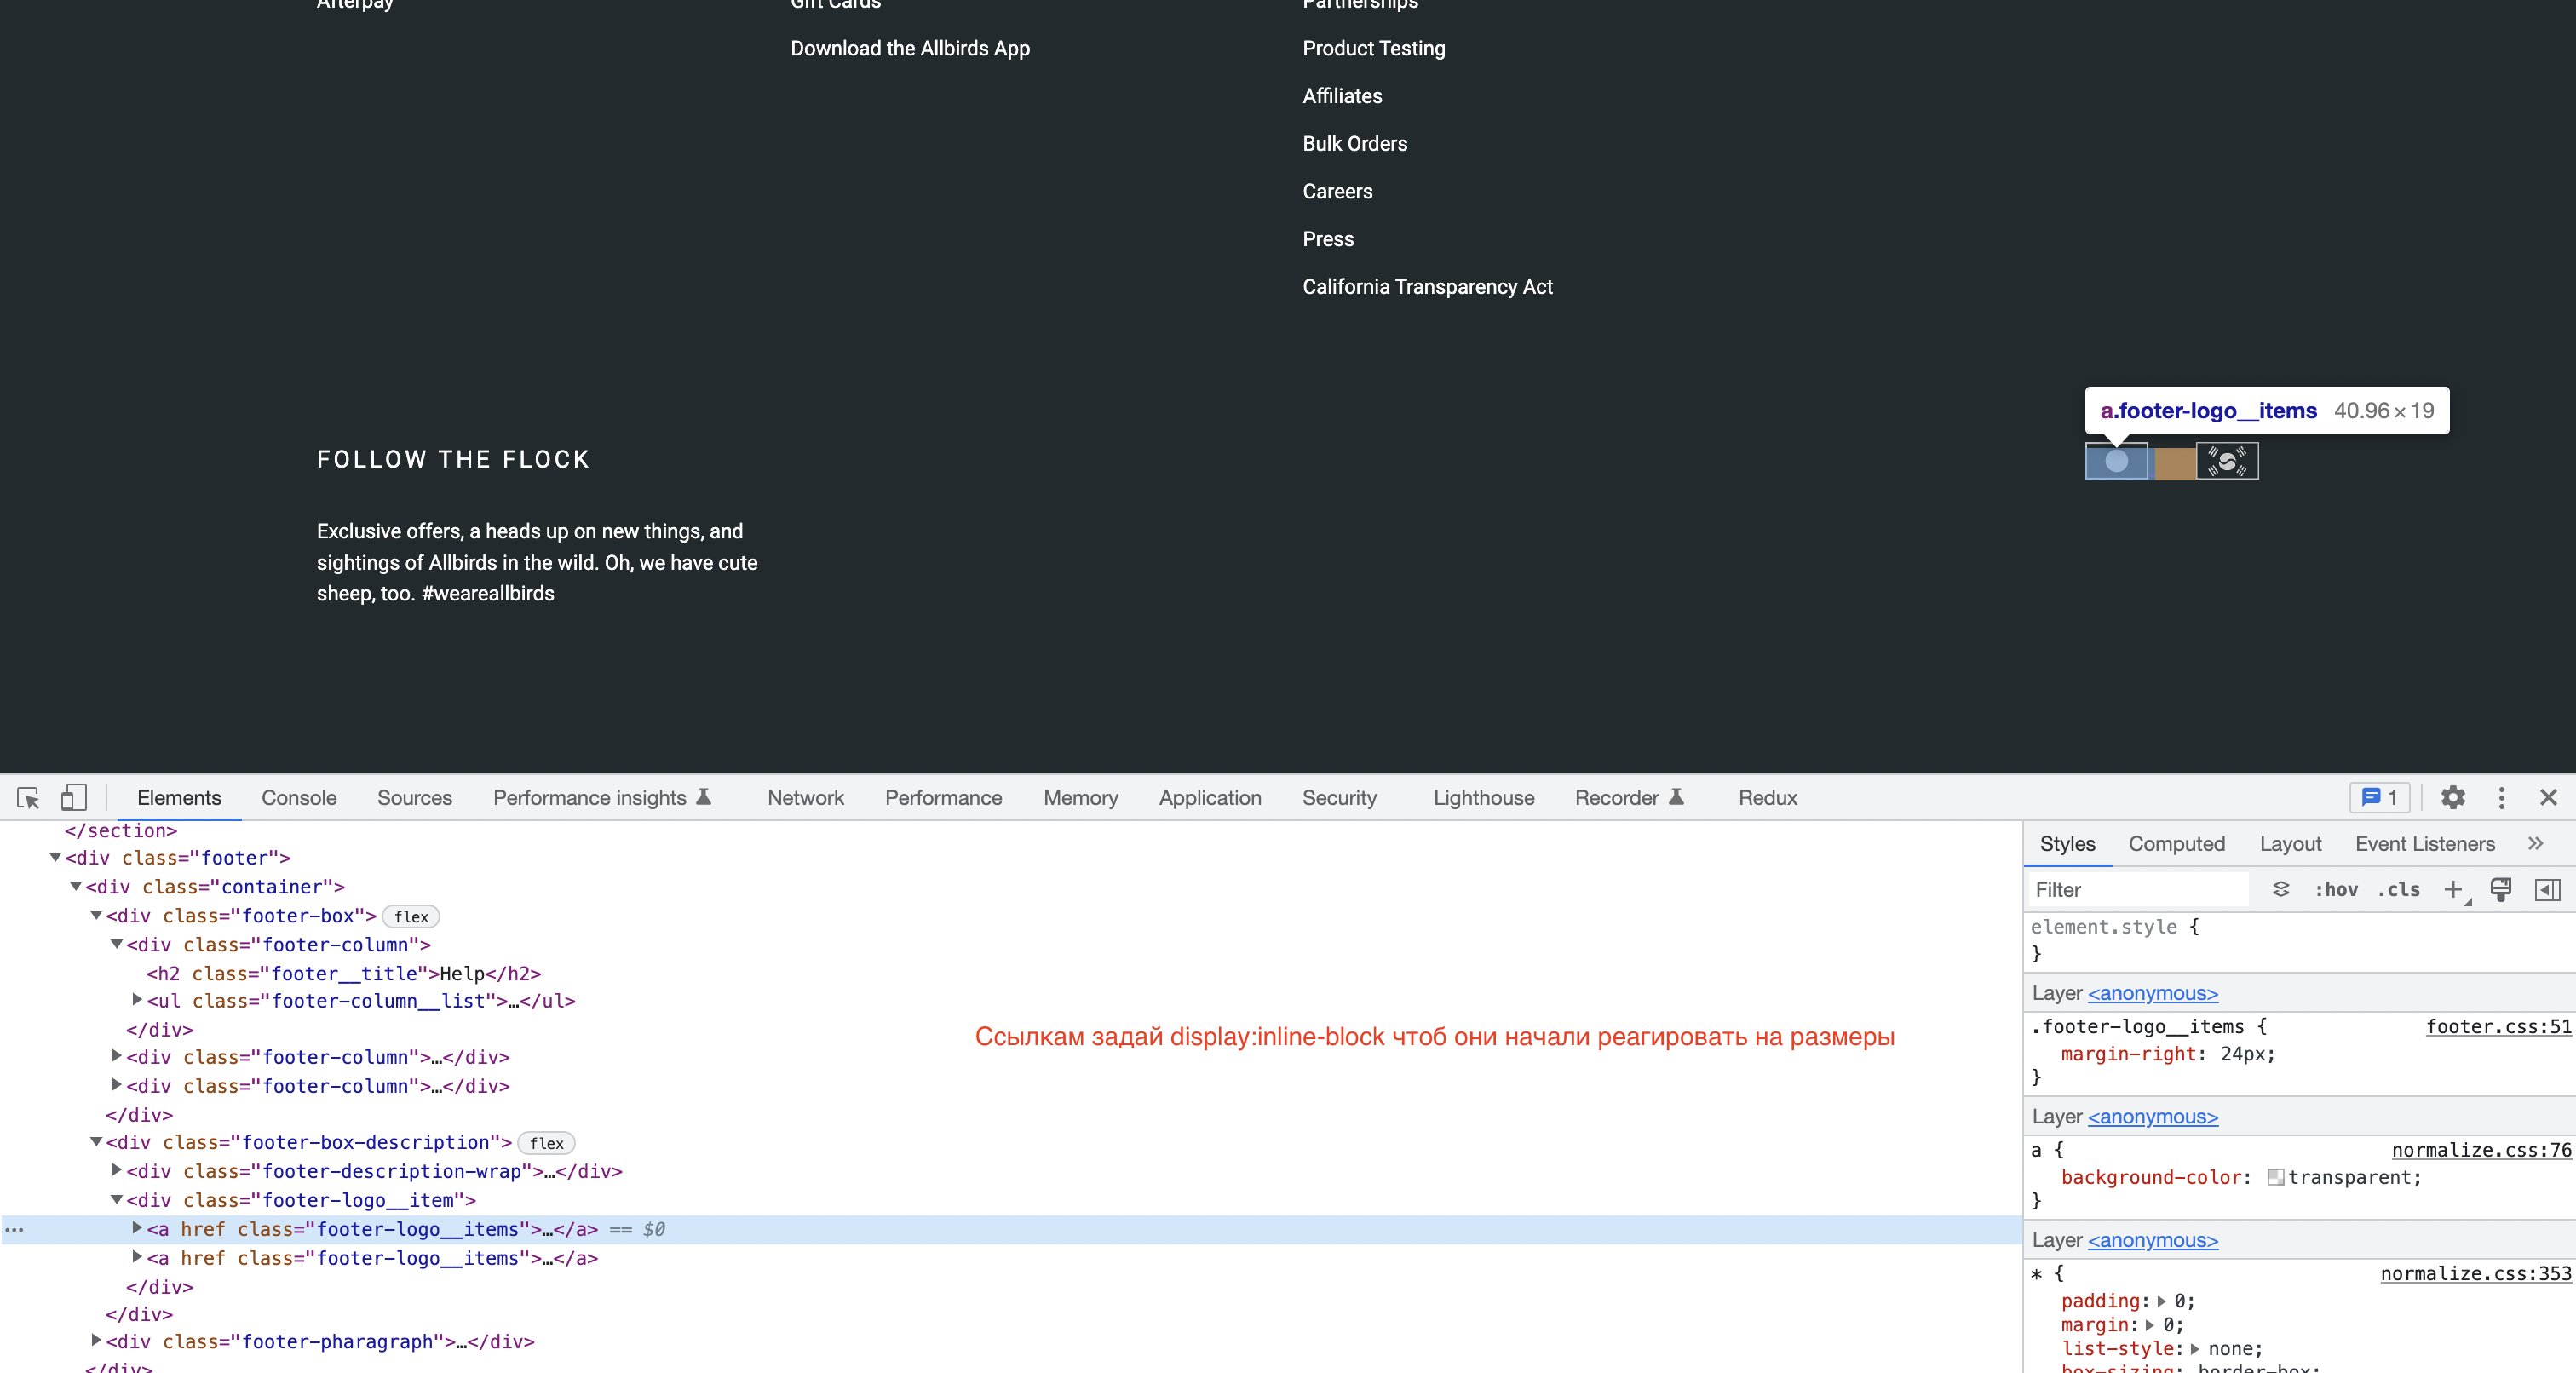 Afterpay
Gift Cards
Partnerships
Download the Allbirds App
Product Testing
Affiliates
Bulk Orders
Careers
Press
California Transparency Act
a.footer-logo__items 40.96 × 19
FOLLOW THE FLOCK
Exclusive offers, a heads up on new things, and
sightings of Allbirds in the wild. Oh, we have cute
sheep, too. #weareallbirds
Elements Console Sources Performance insights Network Performance Memory Application Security Lighthouse Recorder Redux 1
</section>
<div class="footer">
<div class="container">
<div class="footer-box"> flex
<div class="footer-column">
<h2 class="footer__title">Help</h2>
<ul class="footer-column__list">…</ul>
</div>
<div class="footer-column">…</div>
<div class="footer-column">…</div>
</div>
<div class="footer-box-description"> flex
<div class="footer-description-wrap">…</div>
<div class="footer-logo__item">
… <a href class="footer-logo__items">…</a> == $0
<a href class="footer-logo__items">…</a>
</div>
</div>
<div class="footer-pharagraph">…</div>
</div>
Ссылкам задай display:inline-block чтоб они начали реагировать на размеры
Styles Computed Layout Event Listeners »
Filter :hov .cls +
element.style {
}
Layer <anonymous>
.footer-logo__items { footer.css:51
margin-right: 24px;
}
Layer <anonymous>
a { normalize.css:76
background-color: transparent;
}
Layer <anonymous>
* { normalize.css:353
padding: 0;
margin: 0;
list-style: none;
box-sizing: border-box;